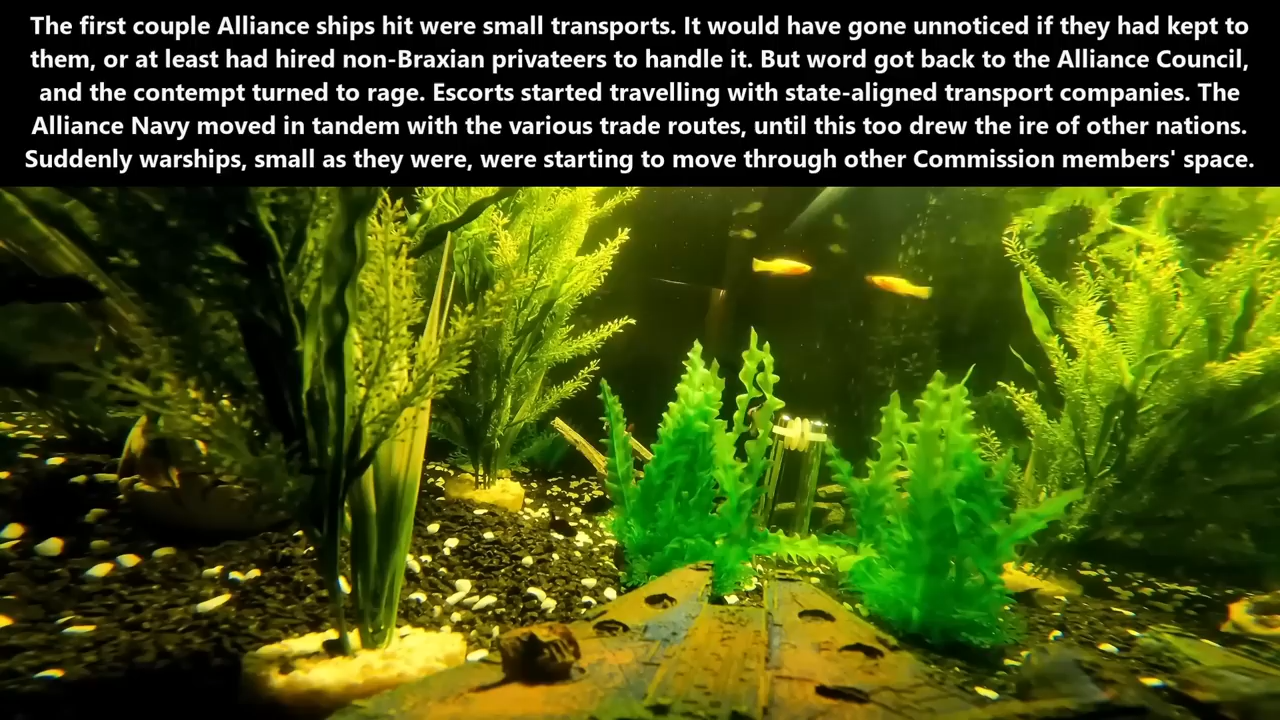 The first couple Alliance ships hit were small transports. It would have gone unnoticed if they had kept to
them, or at least had hired non-Braxian privateers to handle it. But word got back to the Alliance Council,
and the contempt turned to rage. Escorts started travelling with state-aligned transport companies. The
Alliance Navy moved in tandem with the various trade routes, until this too drew the ire of other nations.
Suddenly warships, small as they were, were starting to move through other Commission members' space.